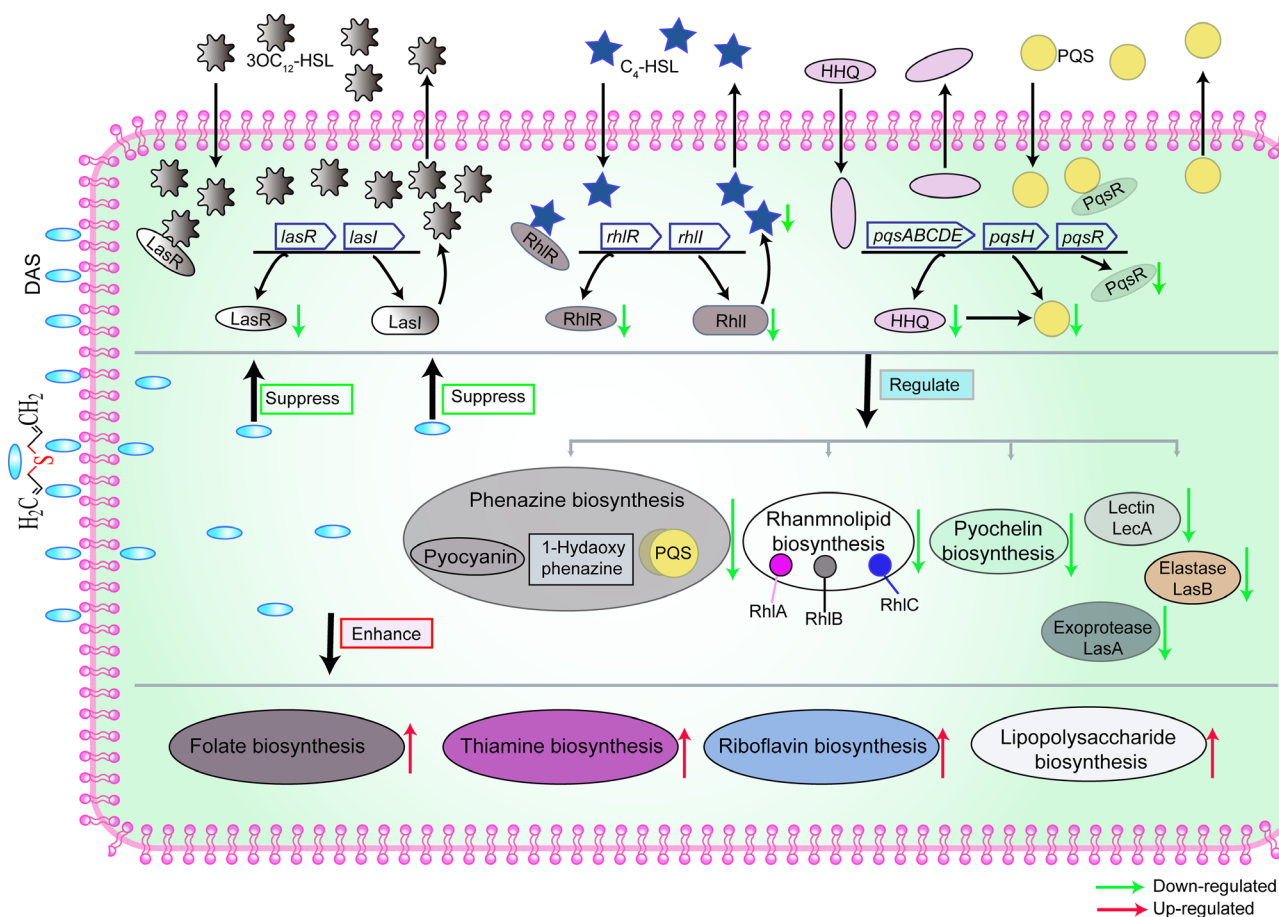 3OC12-HSL
C4-HSL
HHQ
PQS
PqsR
LasR
lasR
lasI
RhlR
rhlR
rhlI
pqsABCDE
pqsH
pqsR
PqsR
LasR
LasI
RhlR
RhlI
HHQ
DAS
Suppress
Suppress
Regulate
H2C
S
CH2
Phenazine biosynthesis
Pyocyanin
1-Hydaoxy
phenazine
PQS
Rhanmnolipid
biosynthesis
RhlA
RhlB
RhlC
Pyochelin
biosynthesis
Lectin
LecA
Elastase
LasB
Exoprotease
LasA
Enhance
Folate biosynthesis
Thiamine biosynthesis
Riboflavin biosynthesis
Lipopolysaccharide
biosynthesis
Down-regulated
Up-regulated